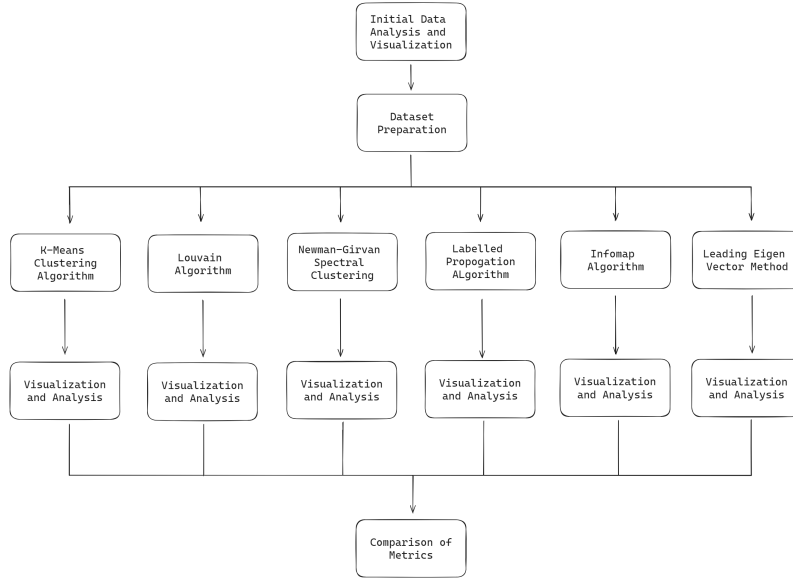 Initial Data
Analysis and
Visualization
Dataset
Preparation
K-Means
Clustering
Algorithm
Louvain
Algorithm
Newman-Girvan
Spectral
Clustering
Labelled
Propogation
ALgorithm
Infomap
Algorithm
Leading Eigen
Vector Method
Visualization
and Analysis
Visualization
and Analysis
Visualization
and Analysis
Visualization
and Analysis
Visualization
and Analysis
Visualization
and Analysis
Comparison of
Metrics